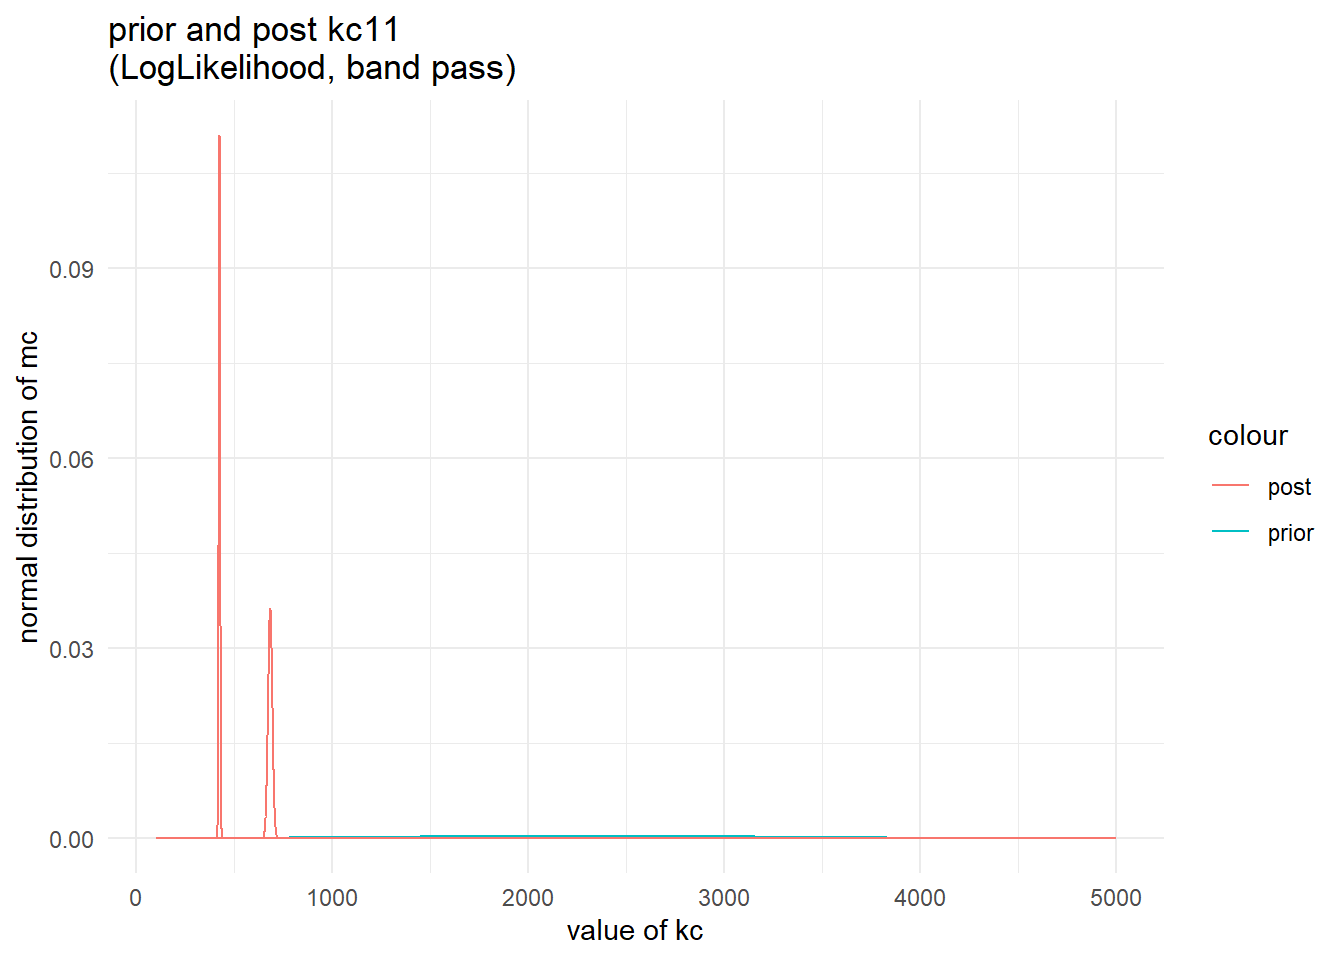 prior and post kc11
(LogLikelihood, band pass)
normal distribution of mc
0.09
0.06
0.03
0.00
0
1000
2000
3000
4000
5000
value of kc
colour
post
prior